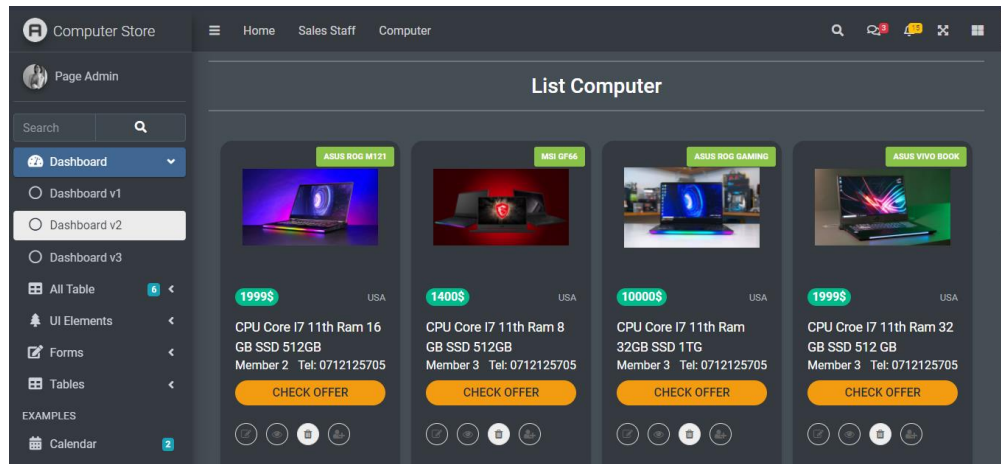 Computer Store
Home Sales Staff Computer
3
15
Page Admin
Search
Dashboard
Dashboard v1
Dashboard v2
Dashboard v3
All Table 6
UI Elements
Forms
Tables
EXAMPLES
Calendar 2
List Computer
ASUS ROG M121
1999$ USA
CPU Core I7 11th Ram 16
GB SSD 512GB
Member 2 Tel: 0712125705
CHECK OFFER
MSI GF66
1400$ USA
CPU Core I7 11th Ram 8
GB SSD 512GB
Member 3 Tel: 0712125705
CHECK OFFER
ASUS ROG GAMING
10000$ USA
CPU Core I7 11th Ram
32GB SSD 1TG
Member 3 Tel: 0712125705
CHECK OFFER
ASUS VIVO BOOK
1999$ USA
CPU Croe I7 11th Ram 32
GB SSD 512 GB
Member 3 Tel: 0712125705
CHECK OFFER